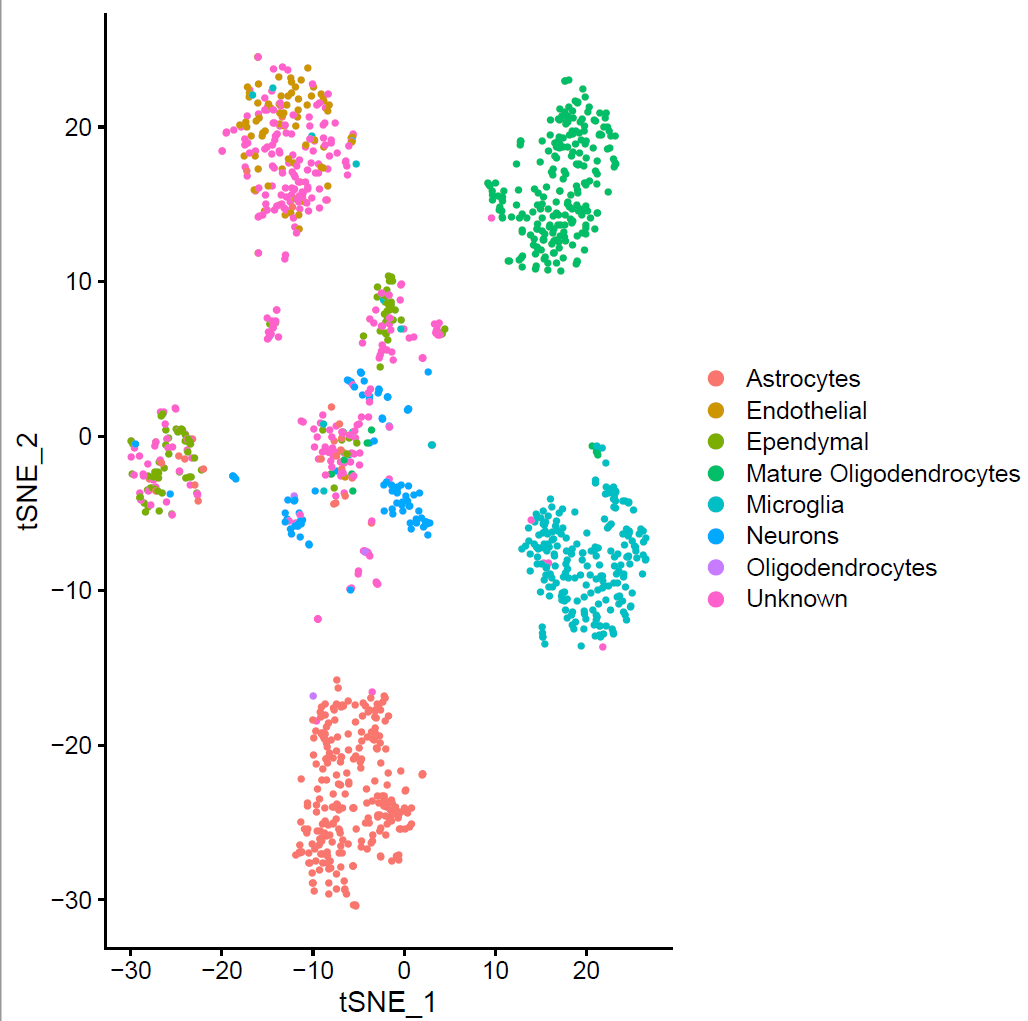 20
10
0
−10
−20
−30
tSNE_2
−30 −20 −10 0 10 20
tSNE_1
Astrocytes
Endothelial
Ependymal
Mature Oligodendrocytes
Microglia
Neurons
Oligodendrocytes
Unknown